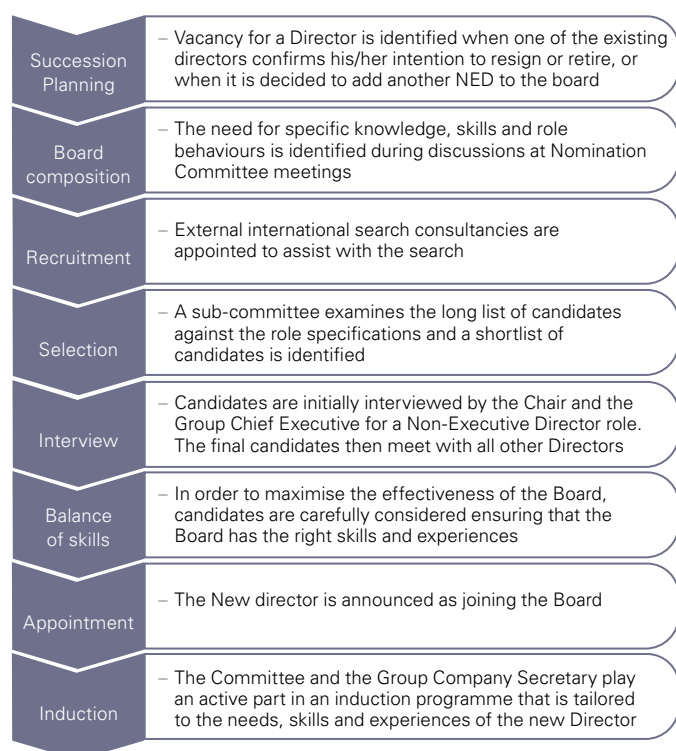 Succession
Planning
– Vacancy for a Director is identified when one of the existing
directors confirms his/her intention to resign or retire, or
when it is decided to add another NED to the board
Board
composition
– The need for specific knowledge, skills and role
behaviours is identified during discussions at Nomination
Committee meetings
Recruitment
– External international search consultancies are
appointed to assist with the search
Selection
– A sub-committee examines the long list of candidates
against the role specifications and a shortlist of
candidates is identified
Interview
– Candidates are initially interviewed by the Chair and the
Group Chief Executive for a Non-Executive Director role.
The final candidates then meet with all other Directors
Balance
of skills
– In order to maximise the effectiveness of the Board,
candidates are carefully considered ensuring that the
Board has the right skills and experiences
Appointment
– The New director is announced as joining the Board
Induction
– The Committee and the Group Company Secretary play
an active part in an induction programme that is tailored
to the needs, skills and experiences of the new Director